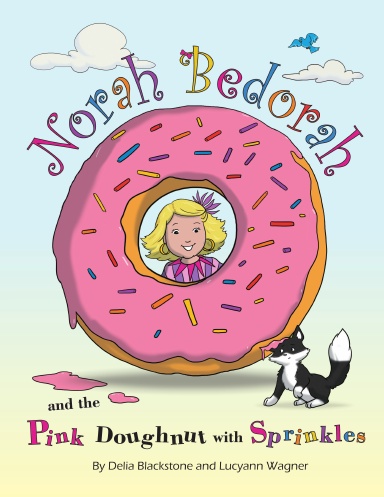 Norah Bedorah
and the
Pink Doughnut with Sprinkles
By Delia Blackstone and Lucyann Wagner